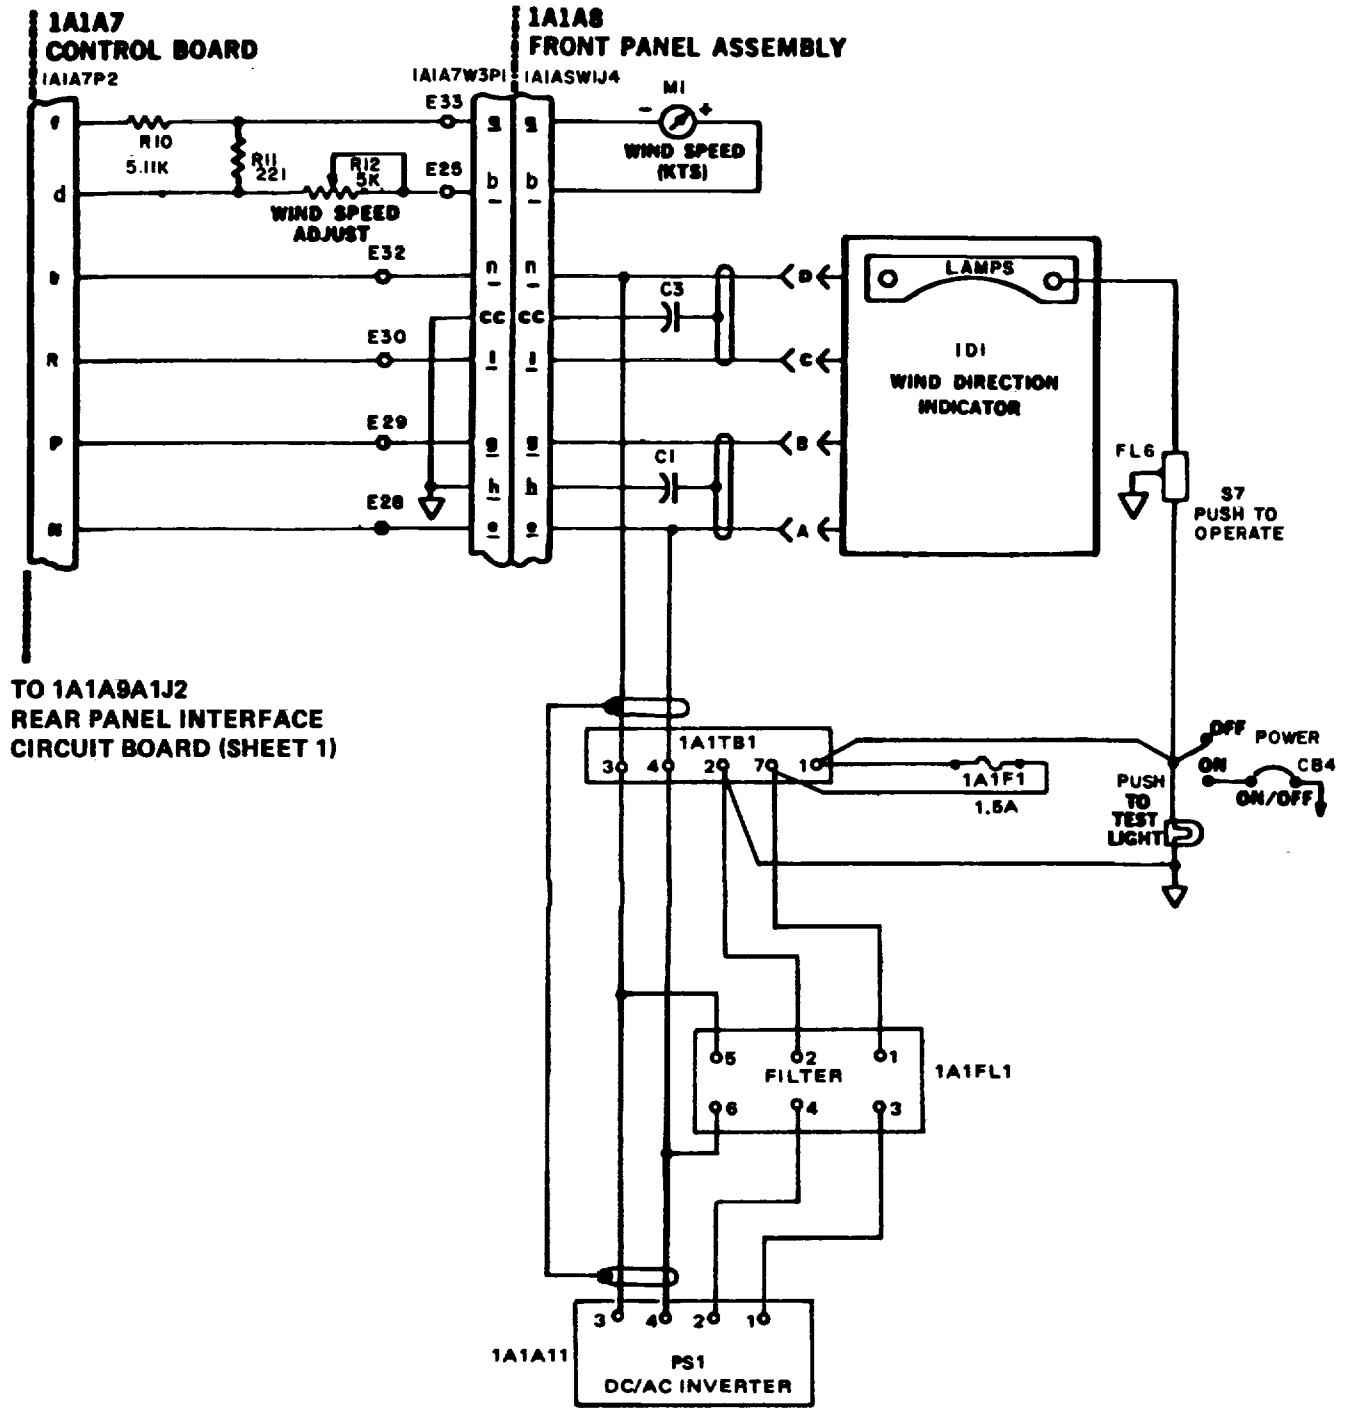 1A1A7
CONTROL BOARD
1A1A7P2
1A1A7W3P1
1A1A8
FRONT PANEL ASSEMBLY
1A1A5W1J4
M1
- +
WIND SPEED
(KTS)
E33
R10
5.11K
R11
221
R12
5K
E25
d
b
b
WIND SPEED
ADJUST
E32
n
n
D
LAMPS
C3
cc
cc
E30
R
C
1D1
WIND DIRECTION
INDICATOR
E29
P
g
g
B
C1
FL6
h
h
S7
PUSH TO
OPERATE
E28
e
e
A
TO 1A1A9A1J2
REAR PANEL INTERFACE
CIRCUIT BOARD (SHEET 1)
1A1TB1
3 4 2 7 1
1A1F1
1.5A
OFF
POWER
ON
CB4
ON/OFF
PUSH
TO
TEST
LIGHT
5 2 1
FILTER
1A1FL1
6 4 3
3 4 2 1
1A1A11
PS1
DC/AC INVERTER